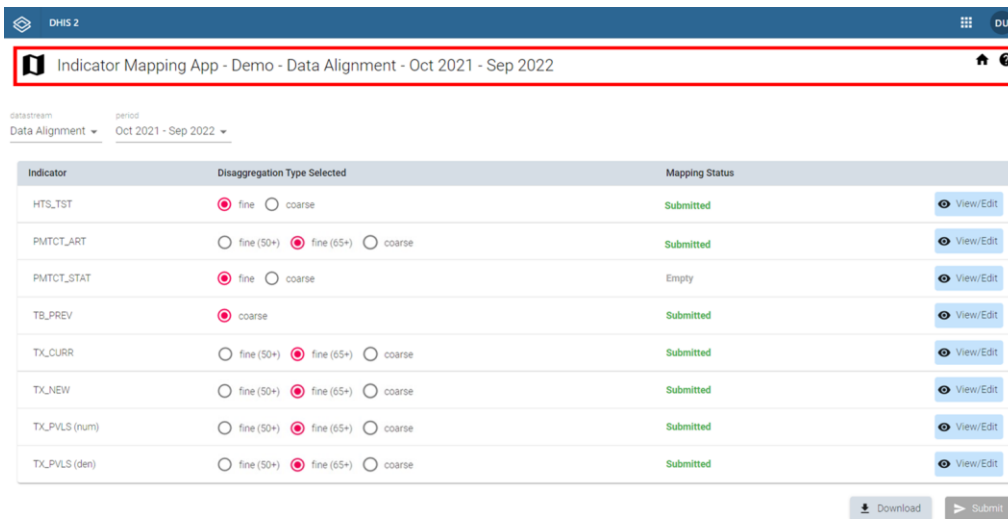 DHIS 2 DU
Indicator Mapping App - Demo - Data Alignment - Oct 2021 - Sep 2022
datastream period
Data Alignment Oct 2021 - Sep 2022
Indicator Disaggregation Type Selected Mapping Status
HTS_TST fine coarse Submitted View/Edit
PMTCT_ART fine (50+) fine (65+) coarse Submitted View/Edit
PMTCT_STAT fine coarse Empty View/Edit
TB_PREV coarse Submitted View/Edit
TX_CURR fine (50+) fine (65+) coarse Submitted View/Edit
TX_NEW fine (50+) fine (65+) coarse Submitted View/Edit
TX_PVLS (num) fine (50+) fine (65+) coarse Submitted View/Edit
TX_PVLS (den) fine (50+) fine (65+) coarse Submitted View/Edit
Download Submit